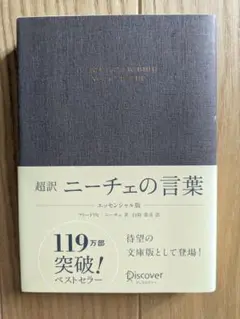 超訳 ニーチェの言葉
エッセンシャル版
フリードリヒ・ニーチェ 著 白取春彦 訳
119万部
突破!
ベストセラー
待望の
文庫版として登場!
Discover